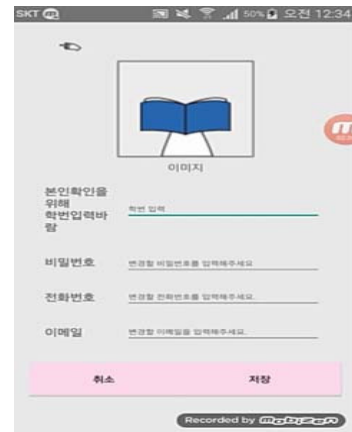 SKT 50% 오전 12:34
이미지
본인확인을
위해
학번입력바
람
학번 입력
비밀번호 변경할 비밀번호를 입력해주세요
전화번호 변경할 전화번호를 입력해주세요.
이메일 변경할 이메일을 입력해주세요.
취소 저장
Recorded by Mobizen